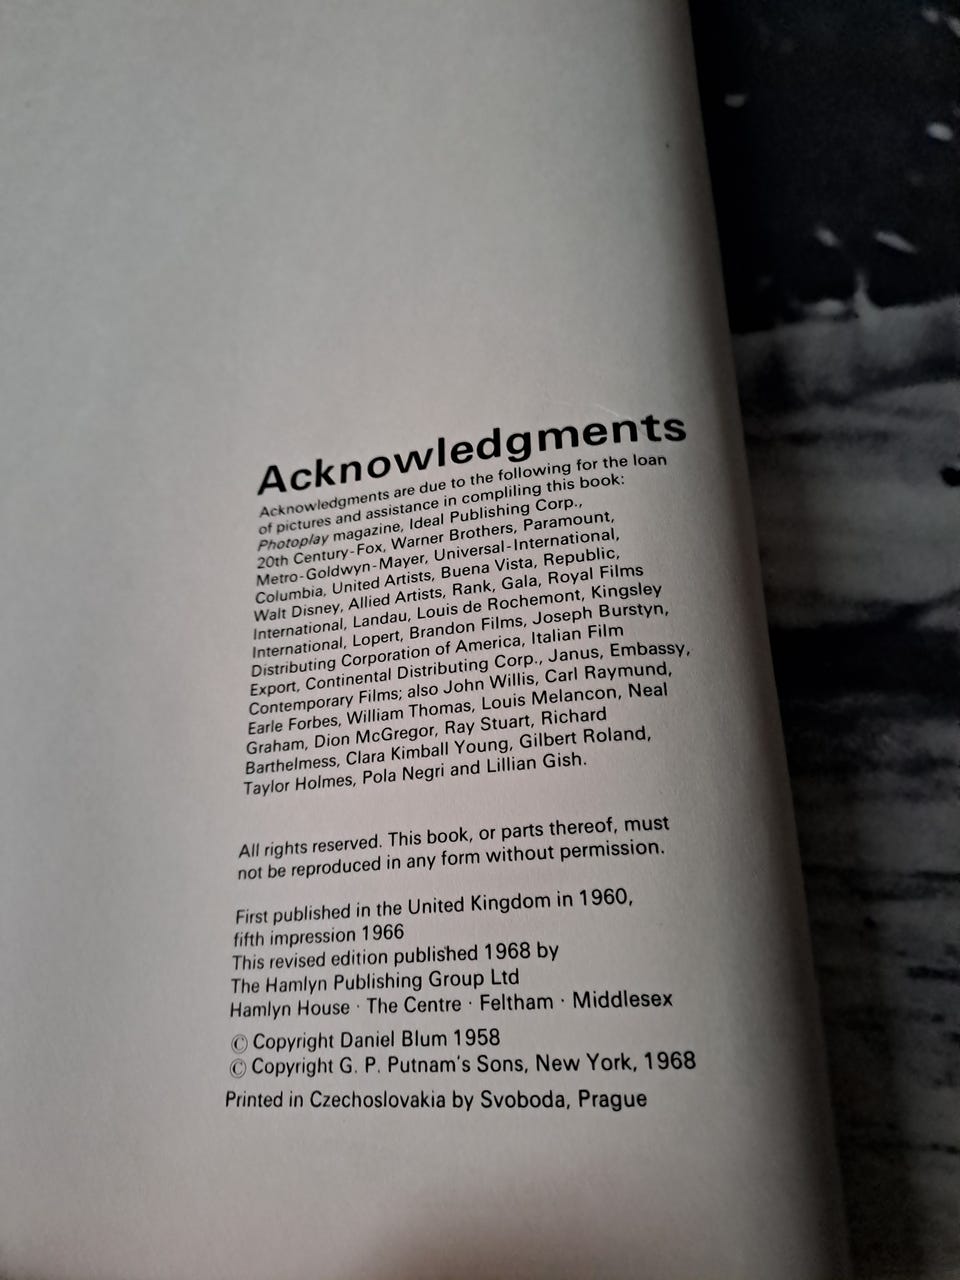 Acknowledgments
Acknowledgments are due to the following for the loan
of pictures and assistance in compliling this book:
Photoplay magazine, Ideal Publishing Corp.,
20th Century-Fox, Warner Brothers, Paramount,
Metro-Goldwyn-Mayer, Universal-International,
Columbia, United Artists, Buena Vista, Republic,
Walt Disney, Allied Artists, Rank, Gala, Royal Films
International, Landau, Louis de Rochemont, Kingsley
International, Lopert, Brandon Films, Joseph Burstyn,
Distributing Corporation of America, Italian Film
Export, Continental Distributing Corp., Janus, Embassy,
Contemporary Films; also John Willis, Carl Raymund,
Earle Forbes, William Thomas, Louis Melancon, Neal
Graham, Dion McGregor, Ray Stuart, Richard
Barthelmess, Clara Kimball Young, Gilbert Roland,
Taylor Holmes, Pola Negri and Lillian Gish.
All rights reserved. This book, or parts thereof, must
not be reproduced in any form without permission.
First published in the United Kingdom in 1960,
fifth impression 1966
This revised edition published 1968 by
The Hamlyn Publishing Group Ltd
Hamlyn House · The Centre · Feltham · Middlesex
© Copyright Daniel Blum 1958
© Copyright G. P. Putnam's Sons, New York, 1968
Printed in Czechoslovakia by Svoboda, Prague